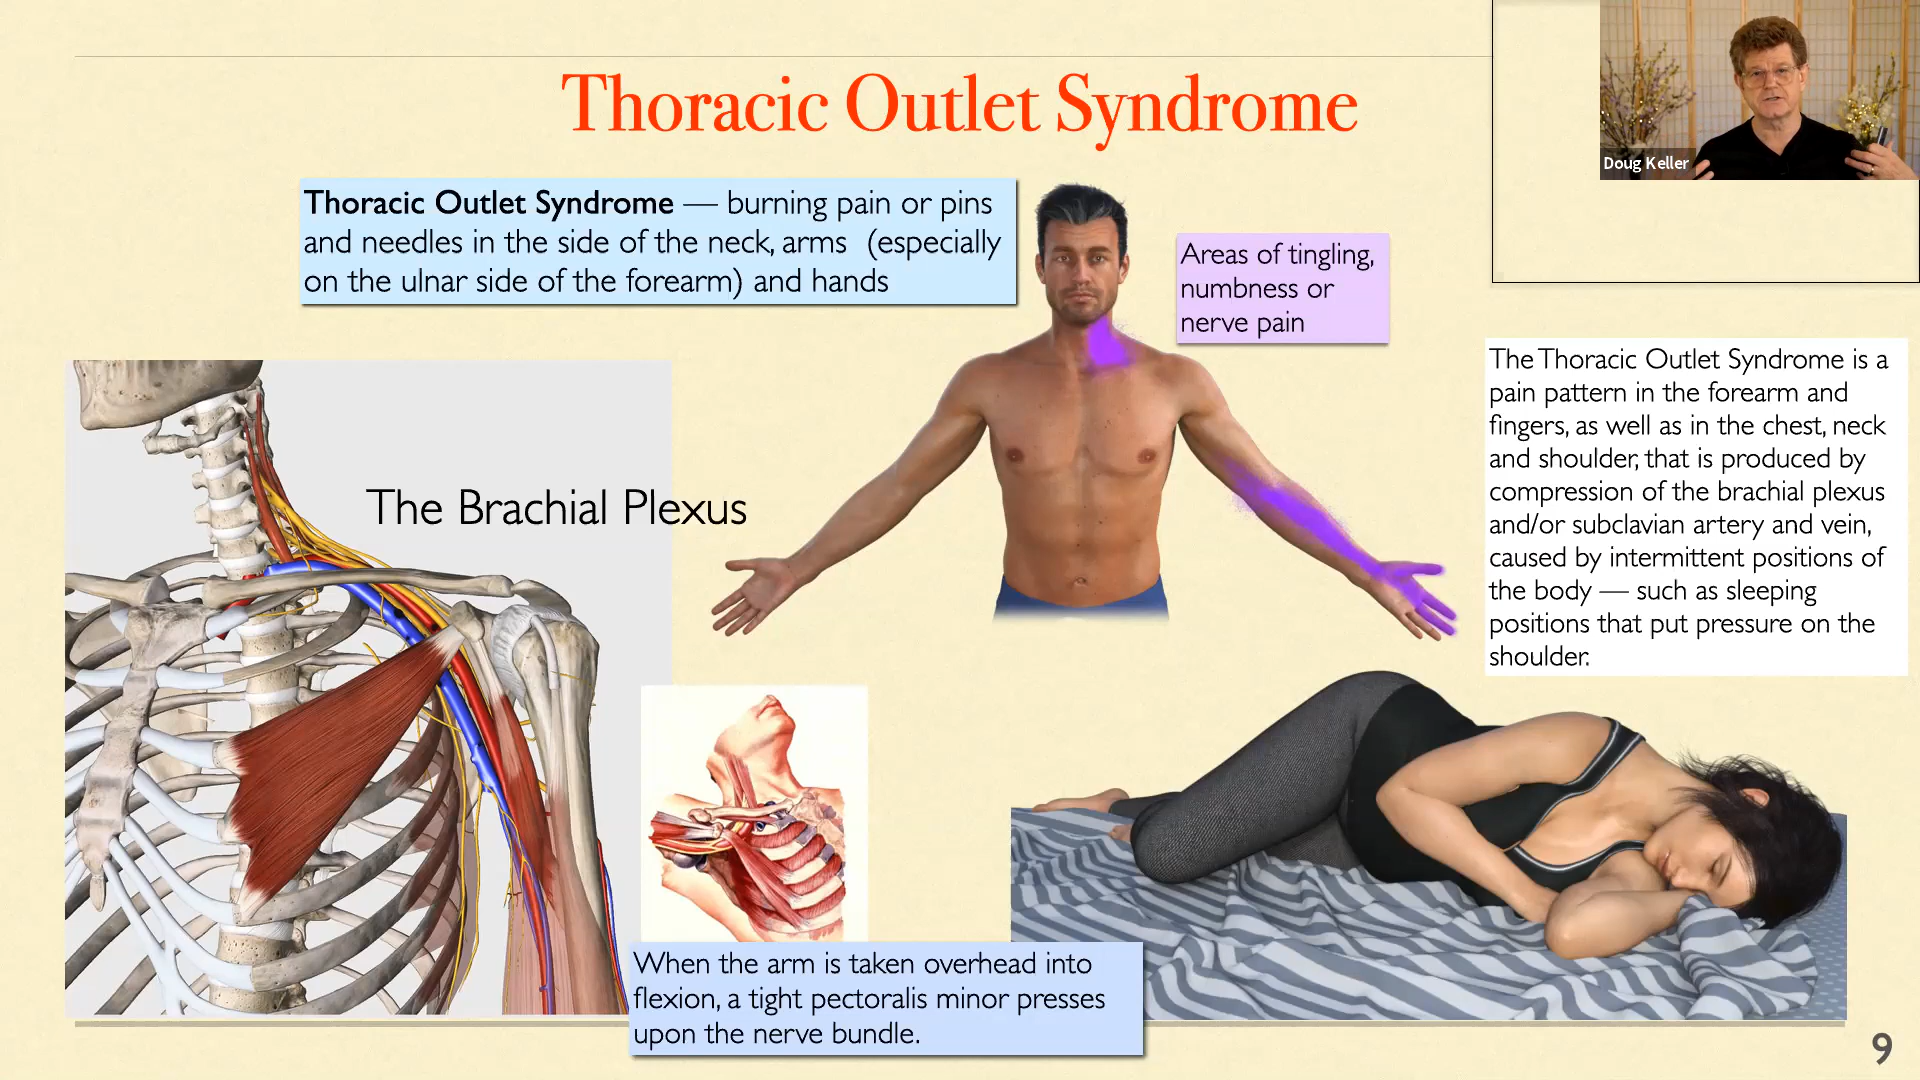 Thoracic Outlet Syndrome
Doug Keller
Thoracic Outlet Syndrome — burning pain or pins
and needles in the side of the neck, arms (especially
on the ulnar side of the forearm) and hands
Areas of tingling,
numbness or
nerve pain
The Thoracic Outlet Syndrome is a
pain pattern in the forearm and
fingers, as well as in the chest, neck
and shoulder, that is produced by
compression of the brachial plexus
and/or subclavian artery and vein,
caused by intermittent positions of
the body — such as sleeping
positions that put pressure on the
shoulder.
The Brachial Plexus
When the arm is taken overhead into
flexion, a tight pectoralis minor presses
upon the nerve bundle.
9